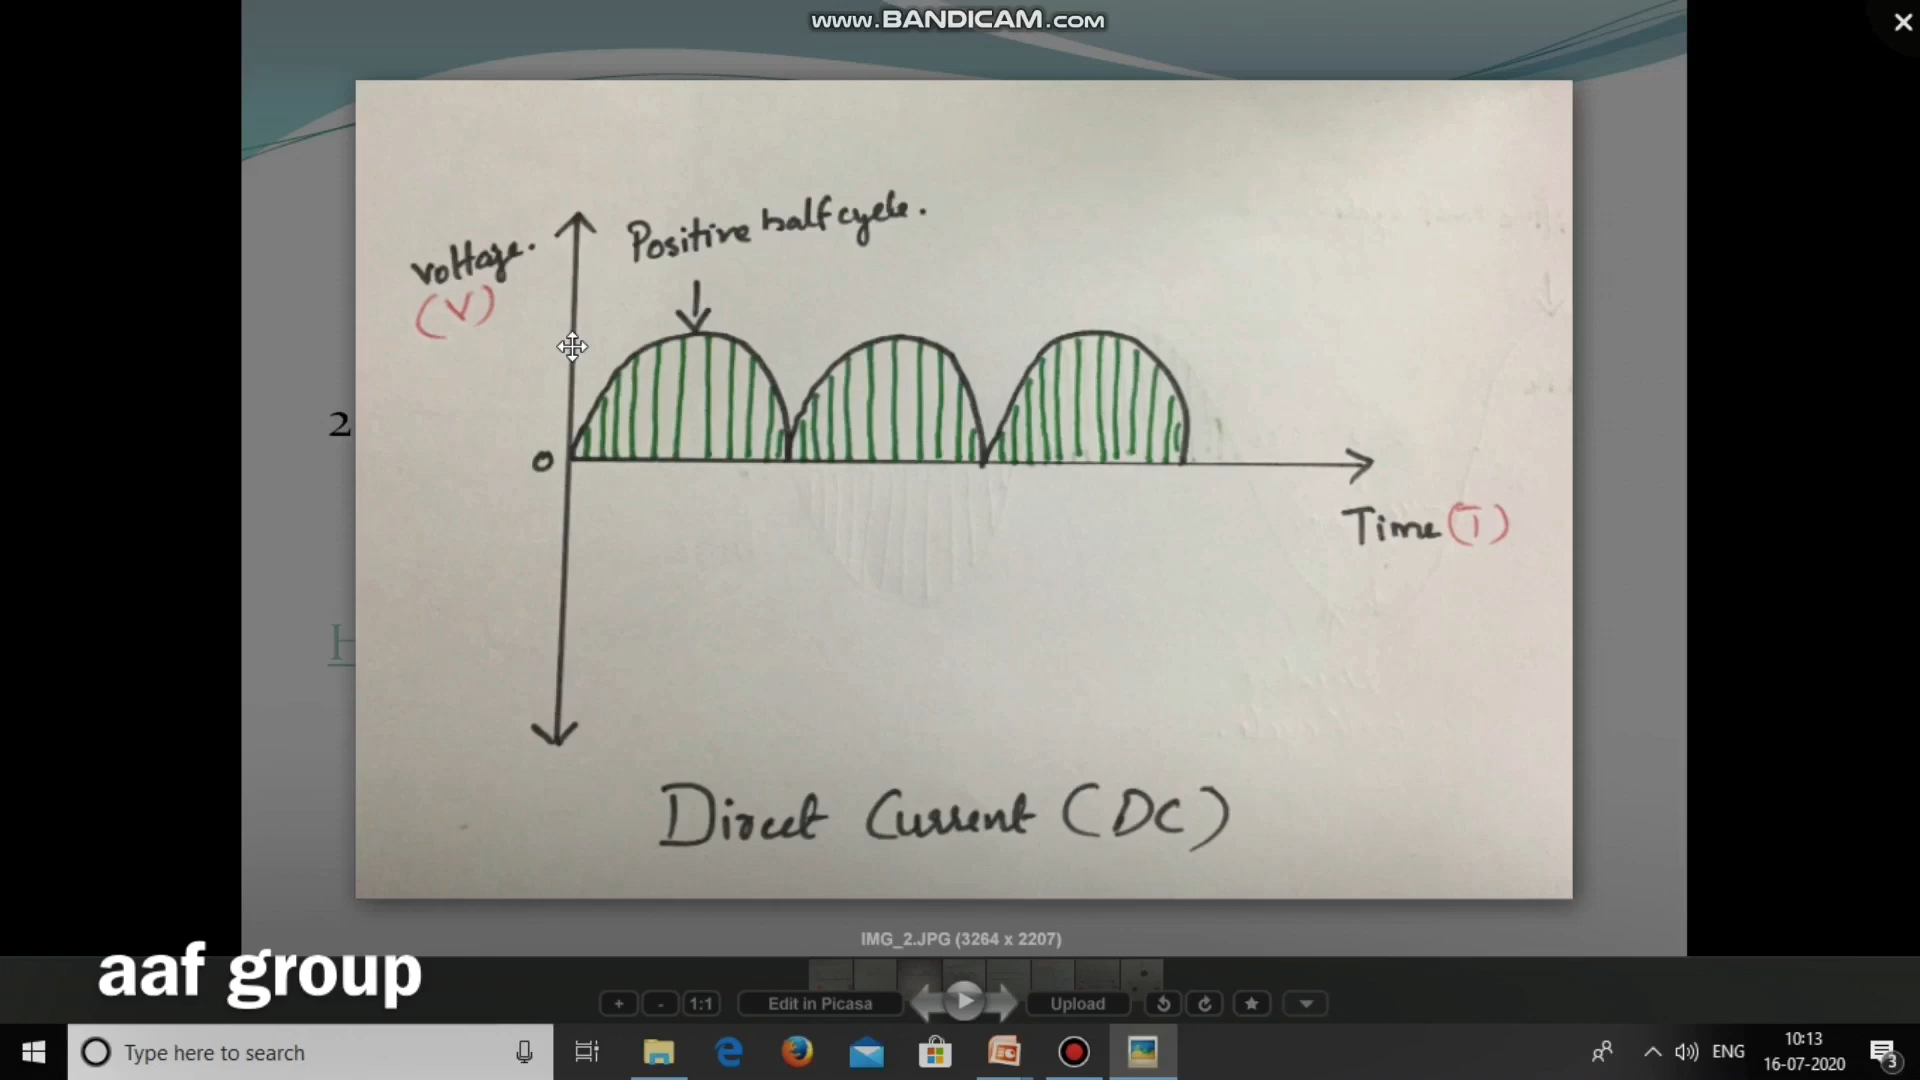 www.BANDICAM.com
Positive half cycle.
Voltage.
(V)
2
0
H
Time (T)
Direct Current (DC)
IMG_2.JPG (3264 x 2207)
aaf group
+ - 1:1 Edit in Picasa Upload
Type here to search
ENG
10:13
16-07-2020
3